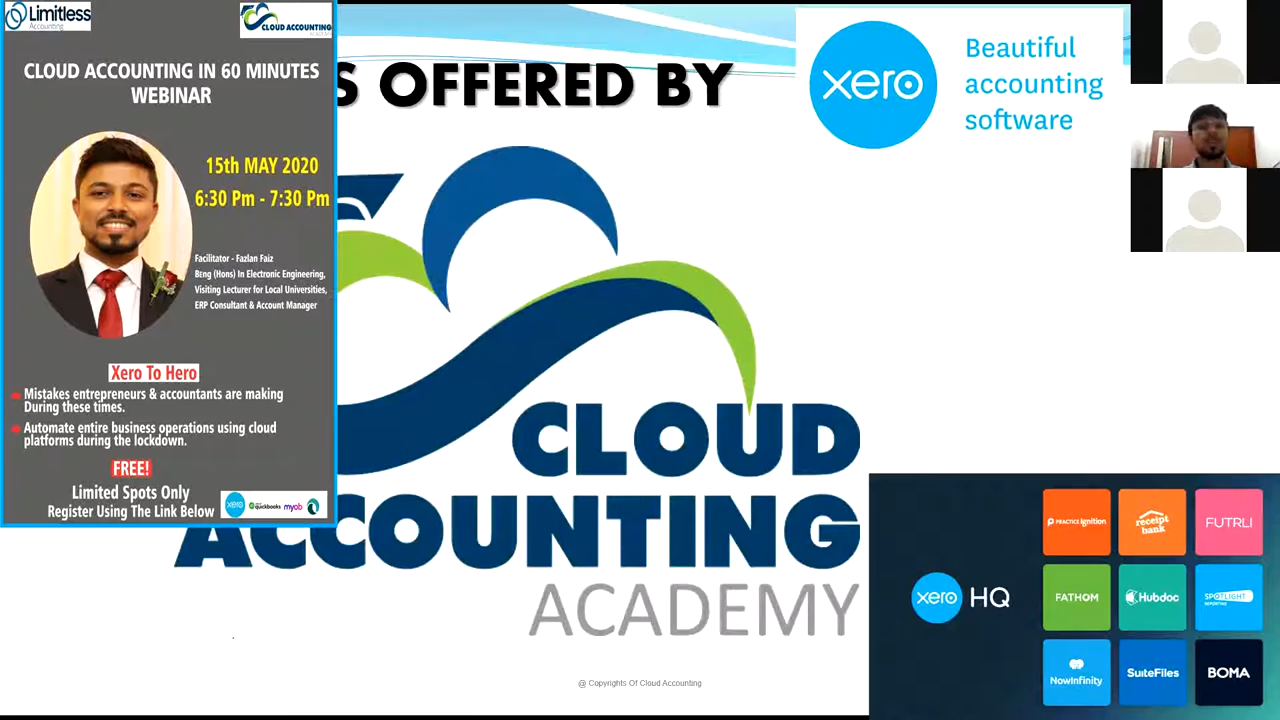 Limitless
Accounting
CLOUD ACCOUNTING
ACADEMY
CLOUD ACCOUNTING IN 60 MINUTES
WEBINAR
15th MAY 2020
6:30 Pm - 7:30 Pm
Facilitator - Fazlan Faiz
Beng (Hons) In Electronic Engineering,
Visiting Lecturer for Local Universities,
ERP Consultant & Account Manager
Xero To Hero
Mistakes entrepreneurs & accountants are making
During these times.
Automate entire business operations using cloud
platforms during the lockdown.
FREE!
Limited Spots Only
Register Using The Link Below
xero
quickbooks
myob
S OFFERED BY
xero
Beautiful
accounting
software
CLOUD
ACCOUNTING
ACADEMY
@ Copyrights Of Cloud Accounting
xero HQ
PRACTICE ignition
receipt
bank
FUTRLI
FATHOM
Hubdoc
SPOTLIGHT
REPORTING
NowInfinity
SuiteFiles
BOMA